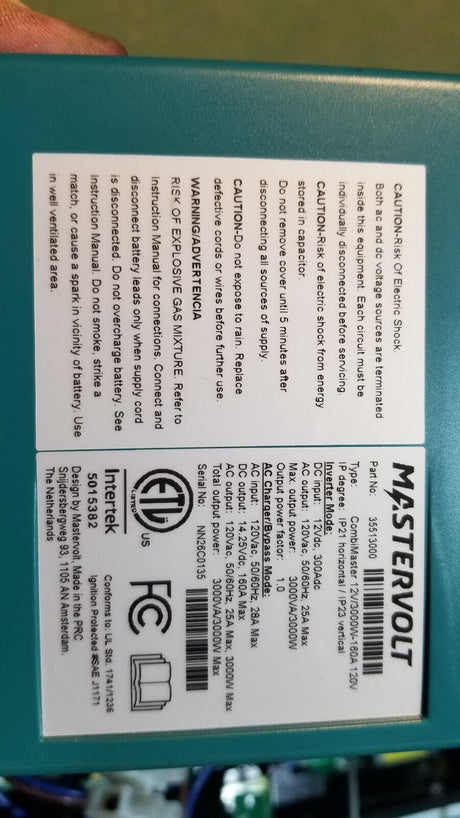 CAUTION-Risk Of Electric Shock.
Both ac and dc voltage sources are terminated
inside this equipment. Each circuit must be
individually disconnected before servicing.
CAUTION-Risk of electric shock from energy
stored in capacitor.
Do not remove cover until 5 minutes after
disconnecting all sources of supply.
CAUTION-Do not expose to rain. Replace
defective cords or wires before further use.
WARNING/ADVERTENCIA
RISK OF EXPLOSIVE GAS MIXTURE. Refer to
Instruction Manual for connections. Connect and
disconnect battery leads only when supply cord
is disconnected. Do not overcharge battery. See
Instruction Manual. Do not smoke, strike a
match, or cause a spark in vicinity of battery. Use
in well ventilated area.
MASTERVOLT
Part No: 35513000
Type: CombiMaster 12V/3000W-160A 120V
IP degree: IP21 horizontal / IP23 vertical
Inverter Mode:
DC input: 12Vdc, 300Adc
AC output: 120Vac, 50/60Hz, 25A Max
Max. output power: 3000VA/3000W
Output power factor: 1.0
AC Charger/Bypass Mode:
AC input: 120Vac, 50/60Hz, 28A Max
DC output: 14.25Vdc, 160A Max
AC output: 120Vac, 50/60Hz, 25A Max, 3000W Max
Total output power: 3000VA/3000W Max
Serial No: NN26C0135
ETL LISTED US
FC
Intertek
5015382
Conforms to: UL Std. 1741/1236
Ignition Protected #SAE J1171
Design by Mastervolt, Made in the PRC
Snijdersbergweg 93, 1105 AN Amsterdam.
The Netherlands